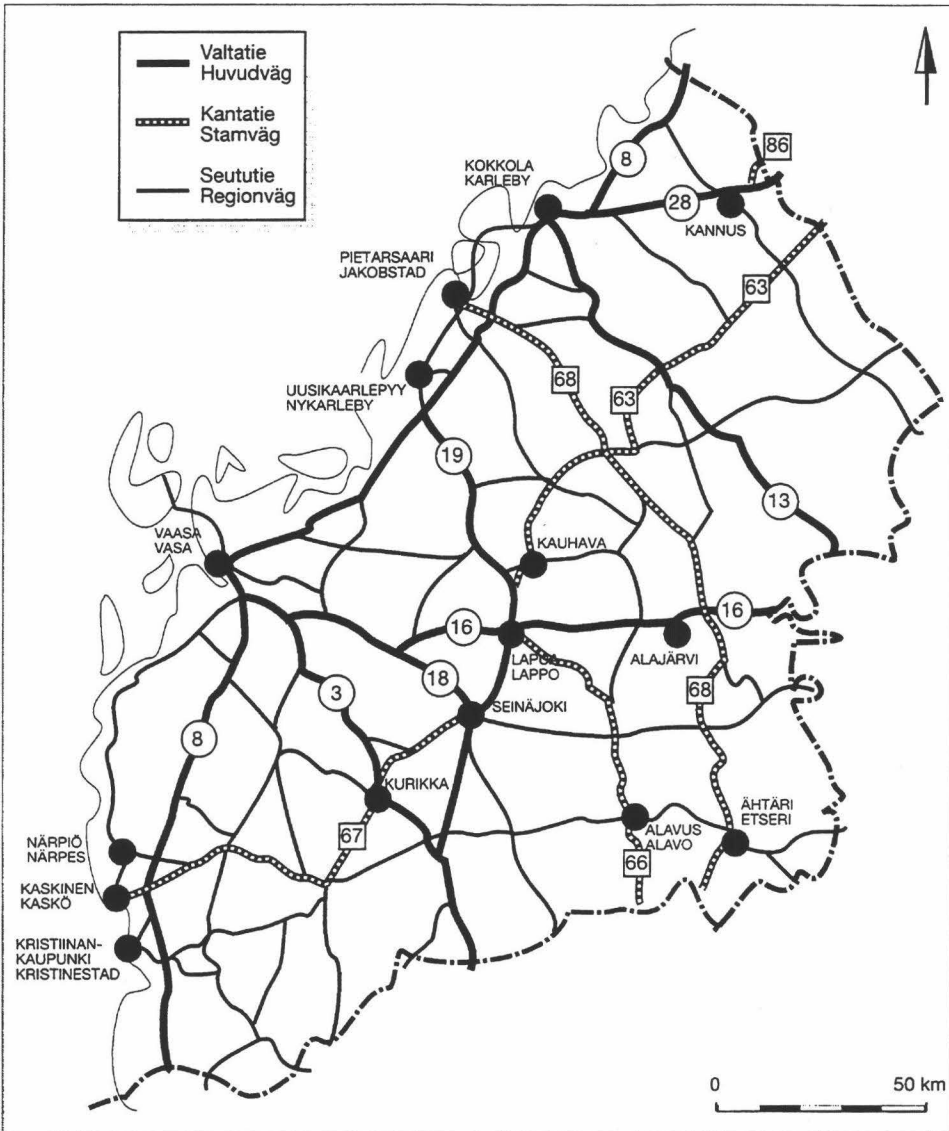 Valtatie
Huvudväg
Kantatie
Stamväg
Seututie
Regionväg
86
8
KOKKOLA
KARLEBY
28
KANNUS
PIETARSAARI
JAKOBSTAD
63
68
63
UUSIKAARLEPYY
NYKARLEBY
19
13
VAASA
VASA
KAUHAVA
16
16
LAPUA
LAPPO
ALAJÄRVI
18
3
68
SEINÄJOKI
8
KURIKKA
ÄHTÄRI
ETSERI
67
ALAVUS
ALAVO
NÄRPIÖ
NÄRPES
66
KASKINEN
KASKÖ
KRISTIINAN-
KAUPUNKI
KRISTINESTAD
0 50 km